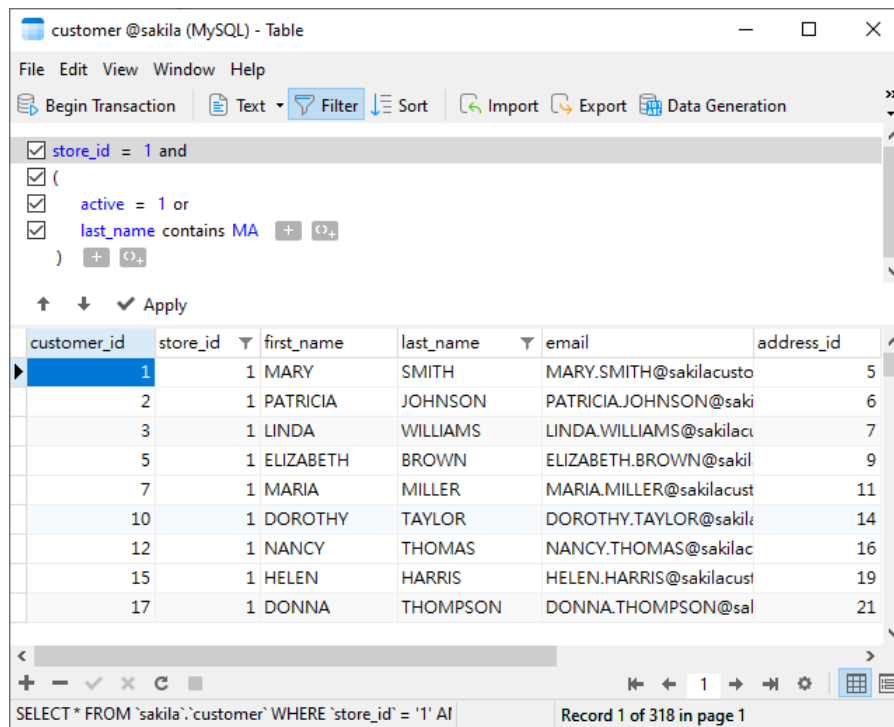 customer @sakila (MySQL) - Table
File Edit View Window Help
Begin Transaction Text Filter Sort Import Export Data Generation
store_id = 1 and
(
active = 1 or
last_name contains MA
)
Apply
customer_id store_id first_name last_name email address_id
1 1 MARY SMITH MARY.SMITH@sakilacusto 5
2 1 PATRICIA JOHNSON PATRICIA.JOHNSON@saki 6
3 1 LINDA WILLIAMS LINDA.WILLIAMS@sakilacu 7
5 1 ELIZABETH BROWN ELIZABETH.BROWN@sakil 9
7 1 MARIA MILLER MARIA.MILLER@sakilacust 11
10 1 DOROTHY TAYLOR DOROTHY.TAYLOR@sakila 14
12 1 NANCY THOMAS NANCY.THOMAS@sakilac 16
15 1 HELEN HARRIS HELEN.HARRIS@sakilacust 19
17 1 DONNA THOMPSON DONNA.THOMPSON@sal 21
1
SELECT * FROM `sakila`.`customer` WHERE `store_id` = '1' AI Record 1 of 318 in page 1